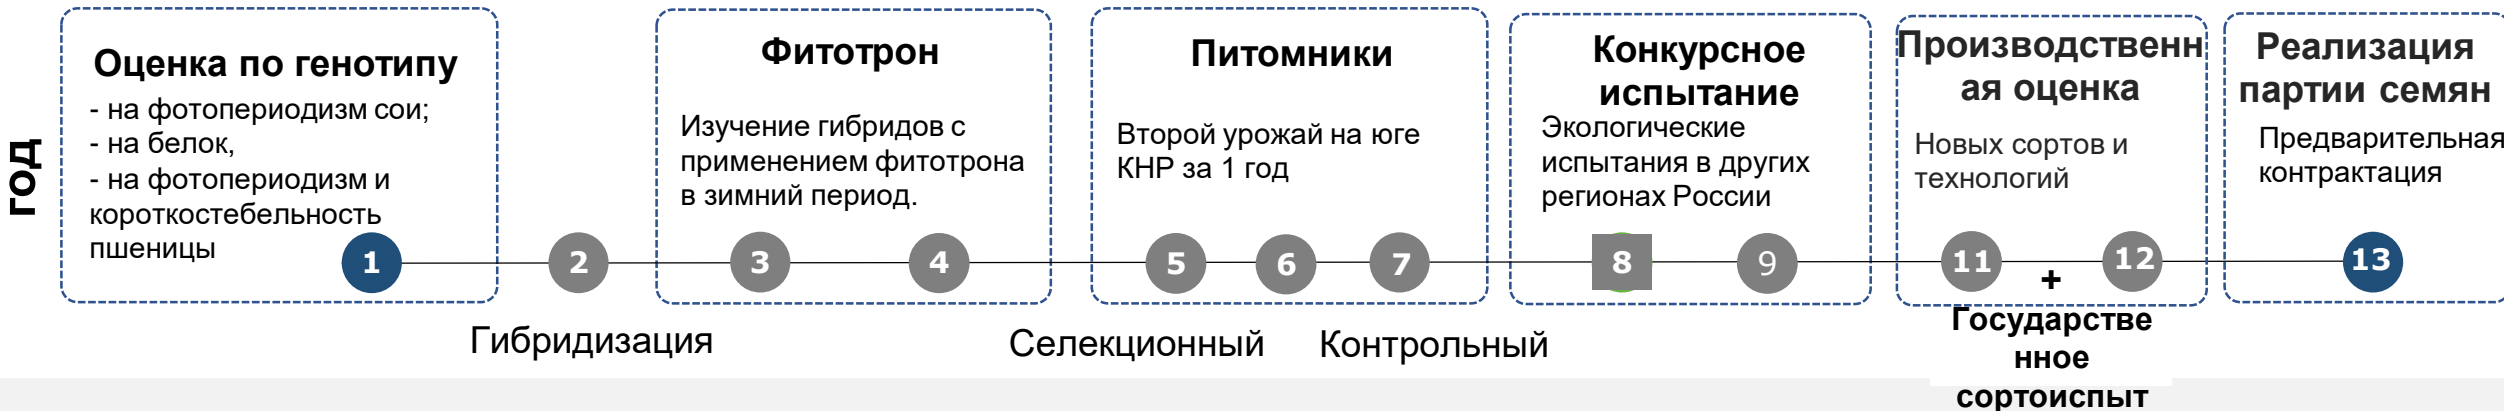 год
Оценка по генотипу
- на фотопериодизм сои;
- на белок,
- на фотопериодизм и
короткостебельность
пшеницы
Фитотрон
Изучение гибридов с
применением фитотрона
в зимний период.
Питомники
Второй урожай на юге
КНР за 1 год
Конкурсное
испытание
Экологические
испытания в других
регионах России
Производственн
ая оценка
Новых сортов и
технологий
Реализация
партии семян
Предварительная
контрактация
1
2
3
4
5
6
7
8
9
11
+
12
13
Гибридизация
Селекционный
Контрольный
Государстве
нное
сортоиспыт